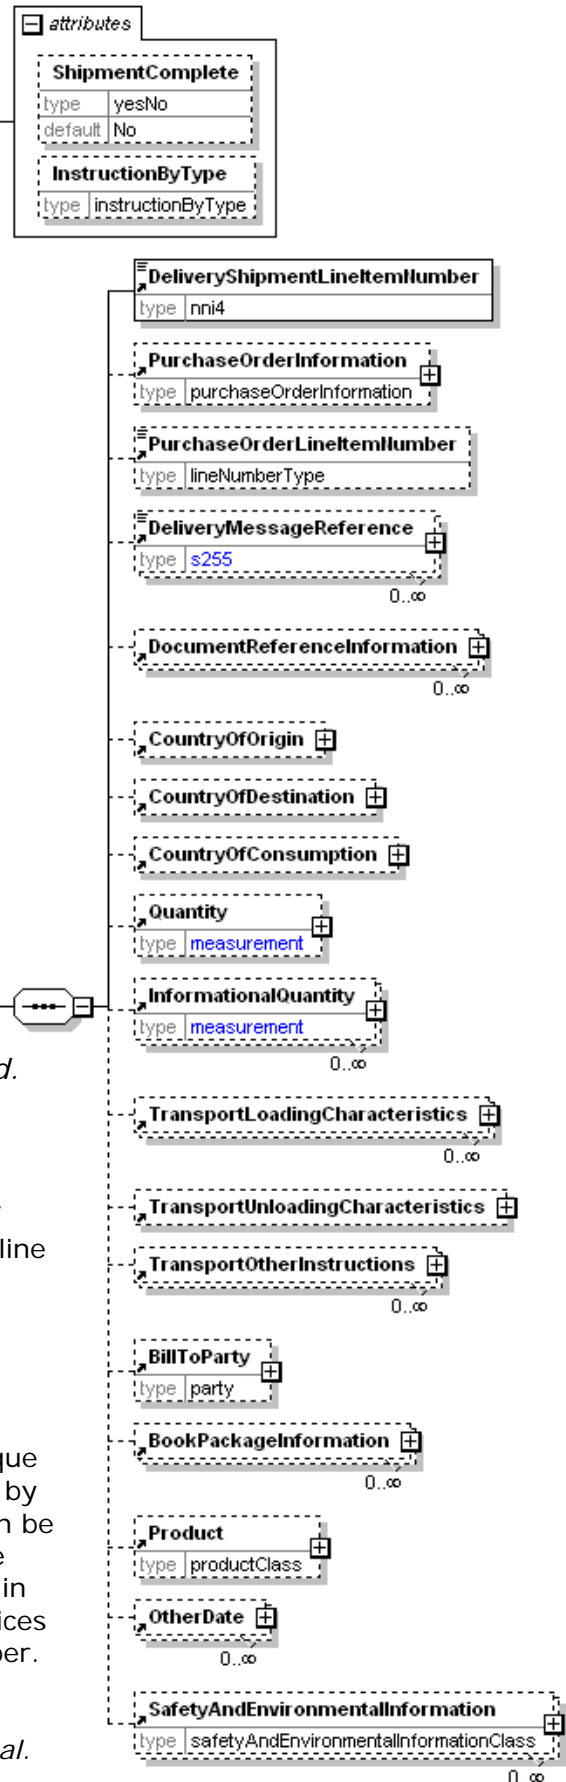 attributes
ShipmentComplete
type yesNo
default No
InstructionByType
type instructionByType
DeliveryShipmentLineItemNumber
type nni4
PurchaseOrderInformation
type purchaseOrderInformation
PurchaseOrderLineItemNumber
type lineNumberType
DeliveryMessageReference
type s255
0..∞
DocumentReferenceInformation
0..∞
CountryOfOrigin
CountryOfDestination
CountryOfConsumption
Quantity
type measurement
InformationalQuantity
type measurement
0..∞
d.
TransportLoadingCharacteristics
0..∞
TransportUnloadingCharacteristics
line
TransportOtherInstructions
0..∞
BillToParty
type party
BookPackageInformation
que
0..∞
by
n be
Product
e
type productClass
in
ices
OtherDate
per.
0..∞
SafetyAndEnvironmentalInformation
type safetyAndEnvironmentalInformationClass
al.
0..∞